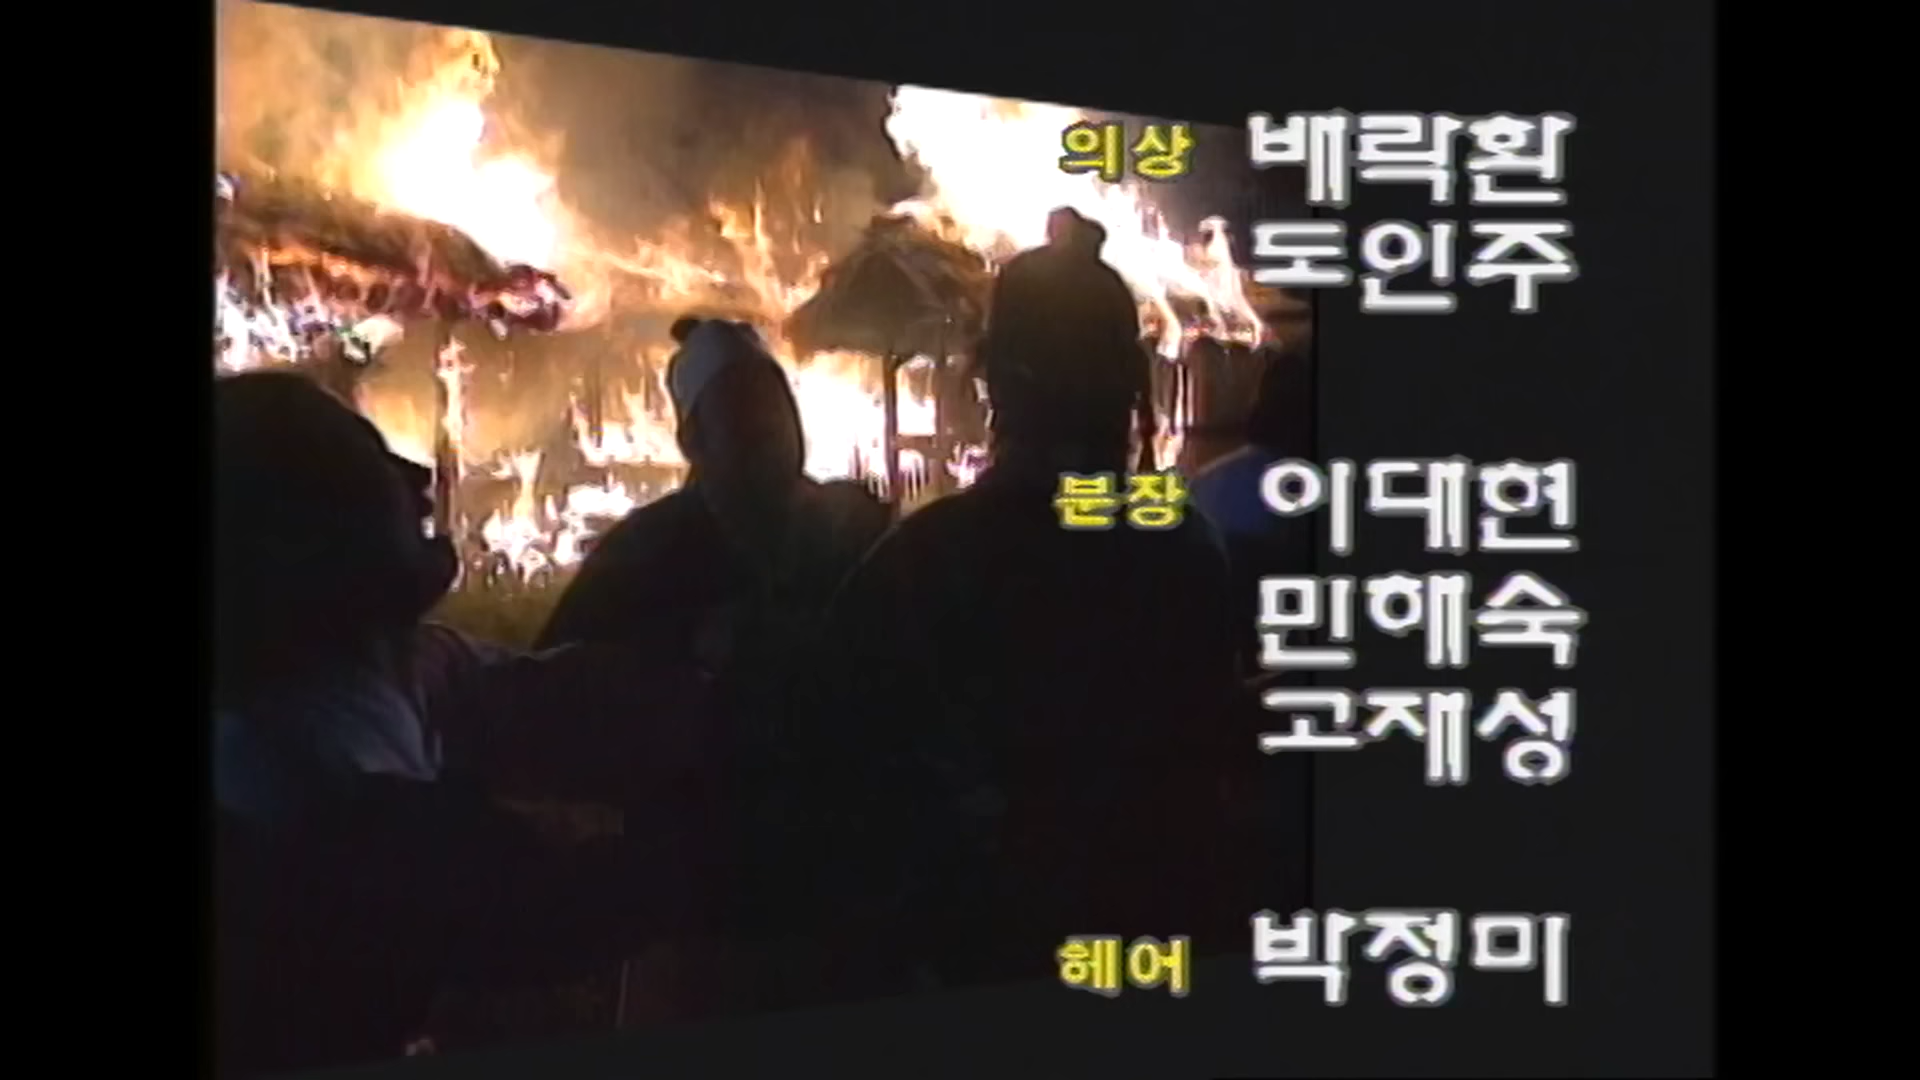 의상 배락환
도인주
분장 이대현
민해숙
고재성
헤어 박정미